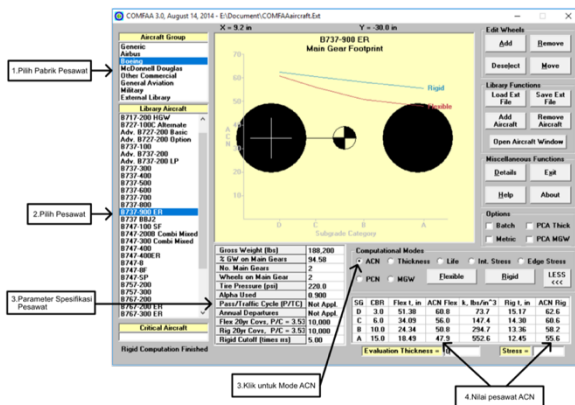 COMFAA 3.0, August 14, 2014 - E:\Document\COMFAAaircraft.Ext
Aircraft Group
Generic
Airbus
Boeing
McDonnell Douglas
Other Commercial
General Aviation
Military
External Library
Library Aircraft
B717-200 HGW
B727-100C Alternate
Adv. B727-200 Basic
Adv. B727-200 Option
B737-100
Adv. B737-200
Adv. B737-200 LP
B737-300
B737-400
B737-500
B737-600
B737-700
B737-800
B737-900 ER
B737 BBJ2
B747-100 SF
B747-200B Combi Mixed
B747-300 Combi Mixed
B747-400
B747-400ER
B747-8
B747-8F
B747-SP
B757-200
B757-300
B767-200
B767-200 ER
B767-300 ER
Critical Aircraft
Rigid Computation Finished
X = 9.2 in Y = -30.0 in
B737-900 ER
Main Gear Footprint
70
60
50
40
30
20
10
A C N
Rigid
Flexible
D C B A
Subgrade Category
Gross Weight (lbs) 188,200
% GW on Main Gears 94.58
No. Main Gears 2
Wheels on Main Gear 2
Tire Pressure (psi) 220.0
Alpha Used 0.900
Pass/Traffic Cycle (P/TC) Not Appl.
Annual Departures Not Appl.
Flex 20yr Covs, P/C = 3.53 10,000
Rig 20yr Covs, P/C = 3.53 10,000
Rigid Cutoff (times rs) 5.00
Computational Modes
ACN Thickness Life Int. Stress Edge Stress
PCN MGW Flexible Rigid LESS <<<
SG CBR Flex t, in ACN Flex k, lbs/in^3 Rig t, in ACN Rig
D 3.0 51.38 60.8 73.7 15.17 62.6
C 6.0 34.09 56.0 147.4 14.30 60.6
B 10.0 24.34 50.8 294.7 13.36 58.2
A 15.0 18.49 47.9 552.6 12.45 55.6
Evaluation Thickness = Stress =
Edit Wheels
Add Remove
Deselect Move
Library Functions
Load Ext File Save Ext File
Add Aircraft Remove Aircraft
Open Aircraft Window
Miscellaneous Functions
Details Exit
Help About
Options
Batch PCA Thick
Metric PCA MGW
1.Pilih Pabrik Pesawat
2.Pilih Pesawat
3.Parameter Spesifikasi Pesawat
3.Klik untuk Mode ACN
4.Nilai pesawat ACN